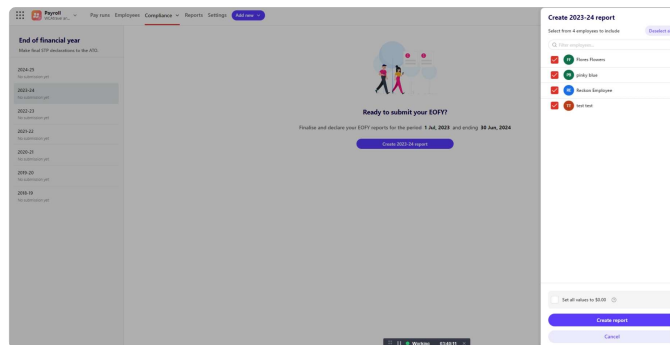 Payroll
Pay runs Employees Compliance Reports Settings Add new
End of financial year
Make final STP declarations to the ATO.
2024-25
No submission yet
2023-24
No submission yet
2022-23
No submission yet
2021-22
No submission yet
2020-21
No submission yet
2019-20
No submission yet
2018-19
No submission yet
Ready to submit your EOFY?
Finalise and declare your EOFY reports for the period 1 Jul, 2023 and ending 30 Jun, 2024
Create 2023-24 report
Create 2023-24 report
Select from 4 employees to include
Deselect
Filter employees...
FF Flores Flowers
PB pinky blue
RE Reckon Employee
TT test test
Set all values to $0.00
Create report
Cancel
Working 03:40:11